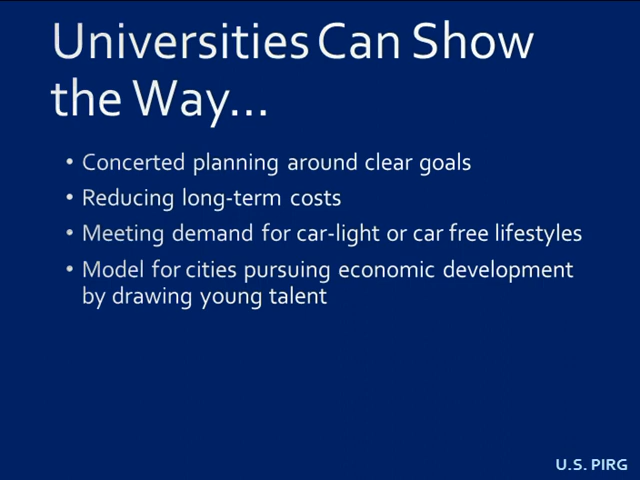 Universities Can Show
the Way...
• Concerted planning around clear goals
• Reducing long-term costs
• Meeting demand for car-light or car free lifestyles
• Model for cities pursuing economic development
by drawing young talent
U.S. PIRG